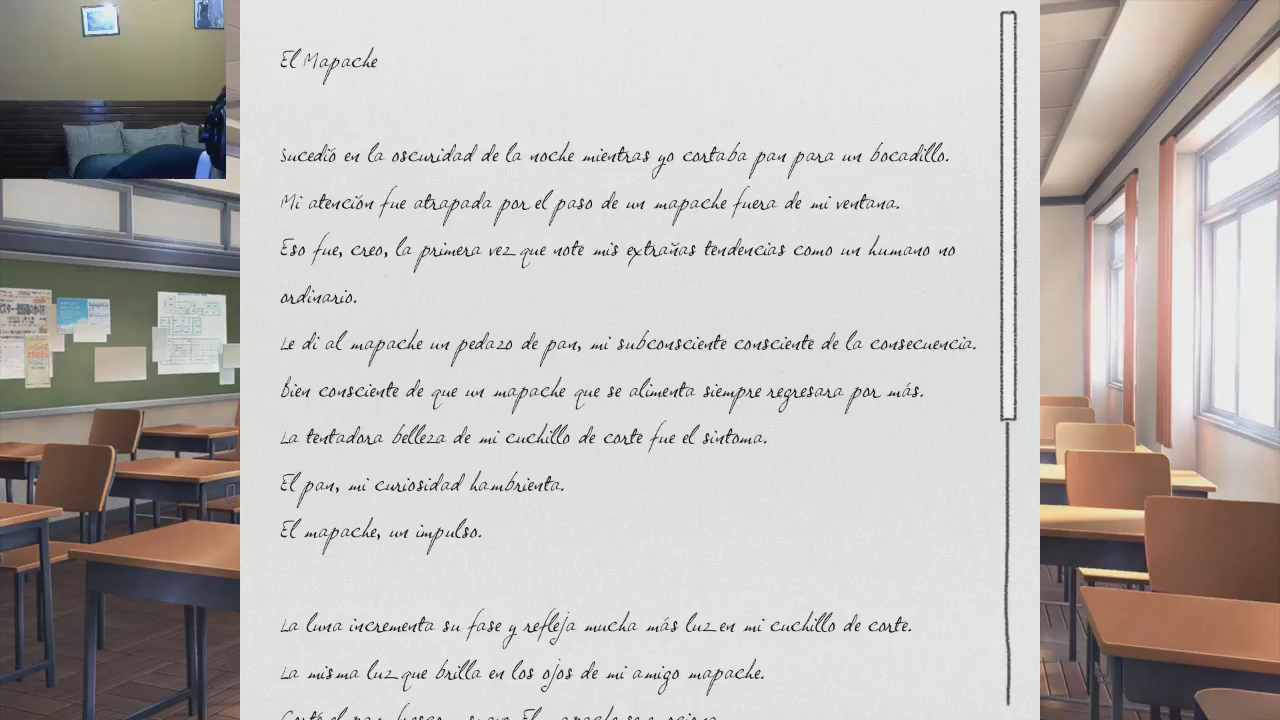 El Mapache
Sucedió en la oscuridad de la noche mientras yo cortaba pan para un bocadillo.
Mi atención fue atrapada por el paso de un mapache fuera de mi ventana.
Eso fue, creo, la primera vez que note mis extrañas tendencias como un humano no
ordinario.
Le di al mapache un pedazo de pan, mi subconsciente consciente de la consecuencia.
Bien consciente de que un mapache que se alimenta siempre regresara por más.
La tentadora belleza de mi cuchillo de corte fue el sintoma.
El pan, mi curiosidad hambrienta.
El mapache, un impulso.
La luna incrementa su fase y refleja mucha más luz en mi cuchillo de corte.
La misma luz que brilla en los ojos de mi amigo mapache.